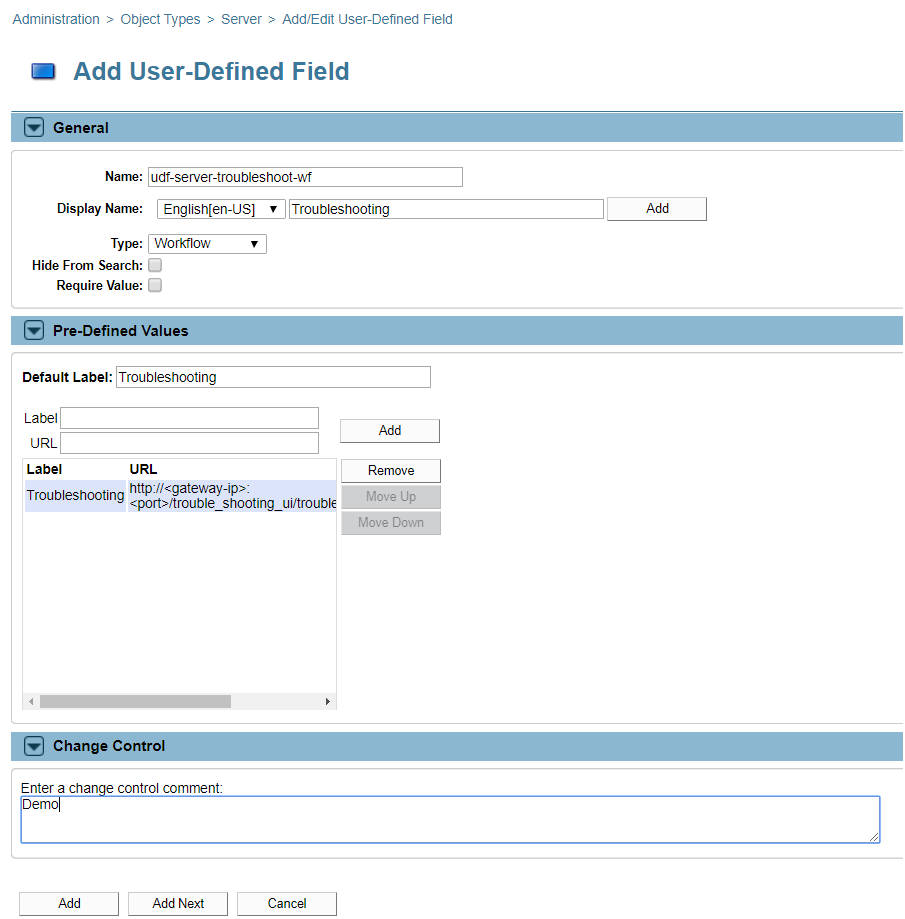 Administration > Object Types > Server > Add/Edit User-Defined Field
Add User-Defined Field
General
Name: udf-server-troubleshoot-wf
Display Name: English[en-US] Troubleshooting Add
Type: Workflow
Hide From Search:
Require Value:
Pre-Defined Values
Default Label: Troubleshooting
Label
Add
URL
Label URL Remove
Troubleshooting http://<gateway-ip>:
<port>/trouble_shooting_ui/trouble
Move Up
Move Down
Change Control
Enter a change control comment:
Demo
Add Add Next Cancel